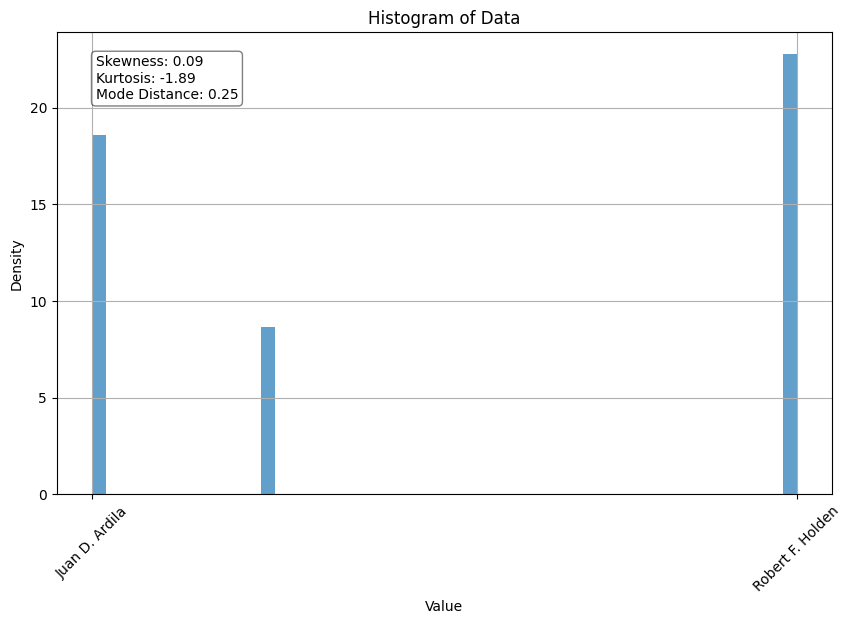 Histogram of Data
Skewness: 0.09
Kurtosis: -1.89
Mode Distance: 0.25
20
15
10
5
0
Density
Juan D. Ardila
Robert F. Holden
Value